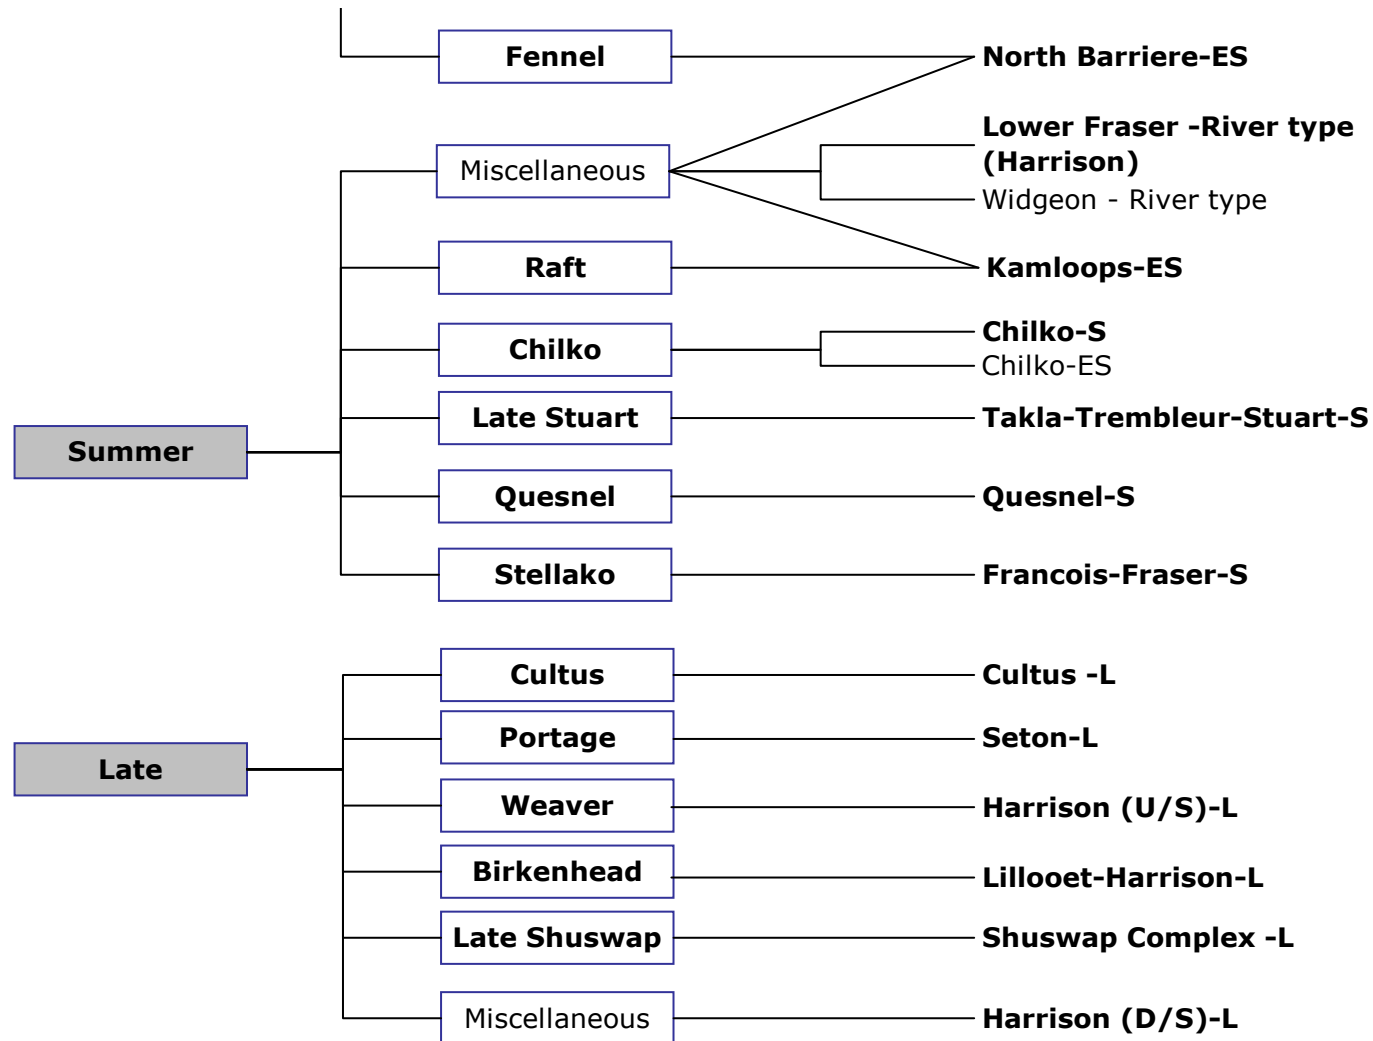 Fennel
North Barriere-ES
Miscellaneous
Lower Fraser -River type
(Harrison)
Widgeon - River type
Raft
Kamloops-ES
Chilko
Chilko-S
Chilko-ES
Late Stuart
Takla-Trembleur-Stuart-S
Summer
Quesnel
Quesnel-S
Stellako
Francois-Fraser-S
Cultus
Cultus -L
Portage
Seton-L
Late
Weaver
Harrison (U/S)-L
Birkenhead
Lillooet-Harrison-L
Late Shuswap
Shuswap Complex -L
Miscellaneous
Harrison (D/S)-L